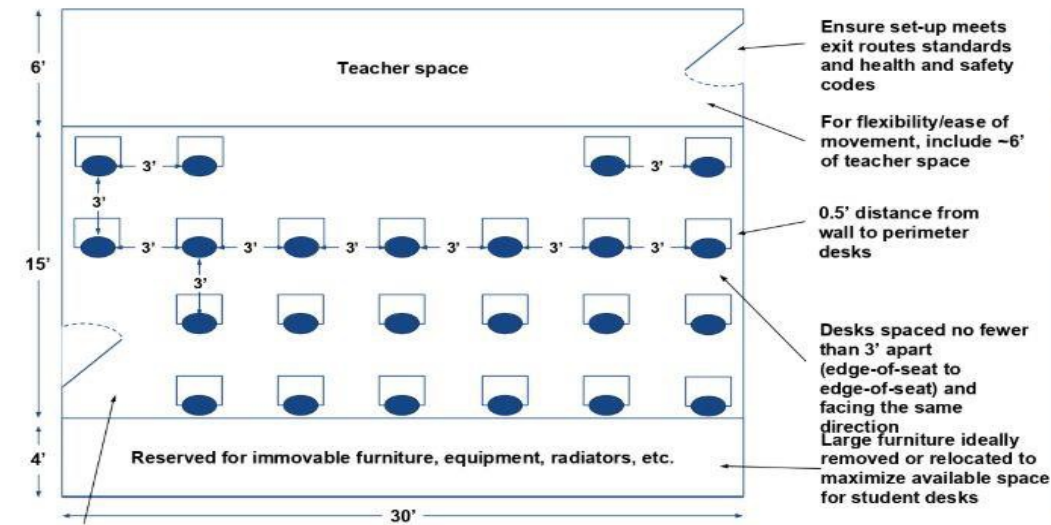 6’
Teacher space
Ensure set-up meets
exit routes standards
and health and safety
codes
For flexibility/ease of
movement, include ~6’
of teacher space
3’
3’
3’
0.5’ distance from
wall to perimeter
desks
15’
3’
3’
3’
3’
3’
3’
3’
Desks spaced no fewer
than 3’ apart
(edge-of-seat to
edge-of-seat) and
facing the same
direction
4’
Reserved for immovable furniture, equipment, radiators, etc.
Large furniture ideally
removed or relocated to
maximize available space
for student desks
30’